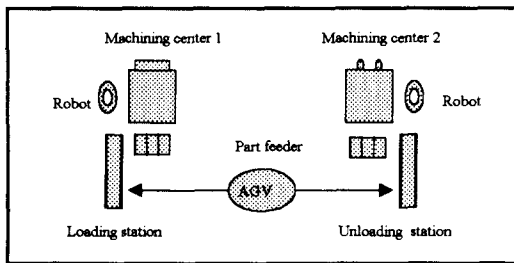 Machining center 1
Machining center 2
Robot
Robot
Part feeder
AGV
Loading station
Unloading station